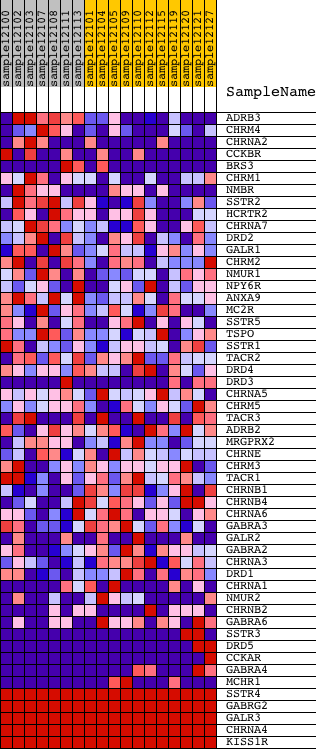 sample12100
sample12102
sample12103
sample12107
sample12108
sample12111
sample12113
sample12101
sample12104
sample12105
sample12109
sample12110
sample12112
sample12115
sample12119
sample12120
sample12121
sample12127
SampleName
ADRB3
CHRM4
CHRNA2
CCKBR
BRS3
CHRM1
NMBR
SSTR2
HCRTR2
CHRNA7
DRD2
GALR1
CHRM2
NMUR1
NPY6R
ANXA9
MC2R
SSTR5
TSPO
SSTR1
TACR2
DRD4
DRD3
CHRNA5
CHRM5
TACR3
ADRB2
MRGPRX2
CHRNE
CHRM3
TACR1
CHRNB1
CHRNB4
CHRNA6
GABRA3
GALR2
GABRA2
CHRNA3
DRD1
CHRNA1
NMUR2
CHRNB2
GABRA6
SSTR3
DRD5
CCKAR
GABRA4
MCHR1
SSTR4
GABRG2
GALR3
CHRNA4
KISS1R